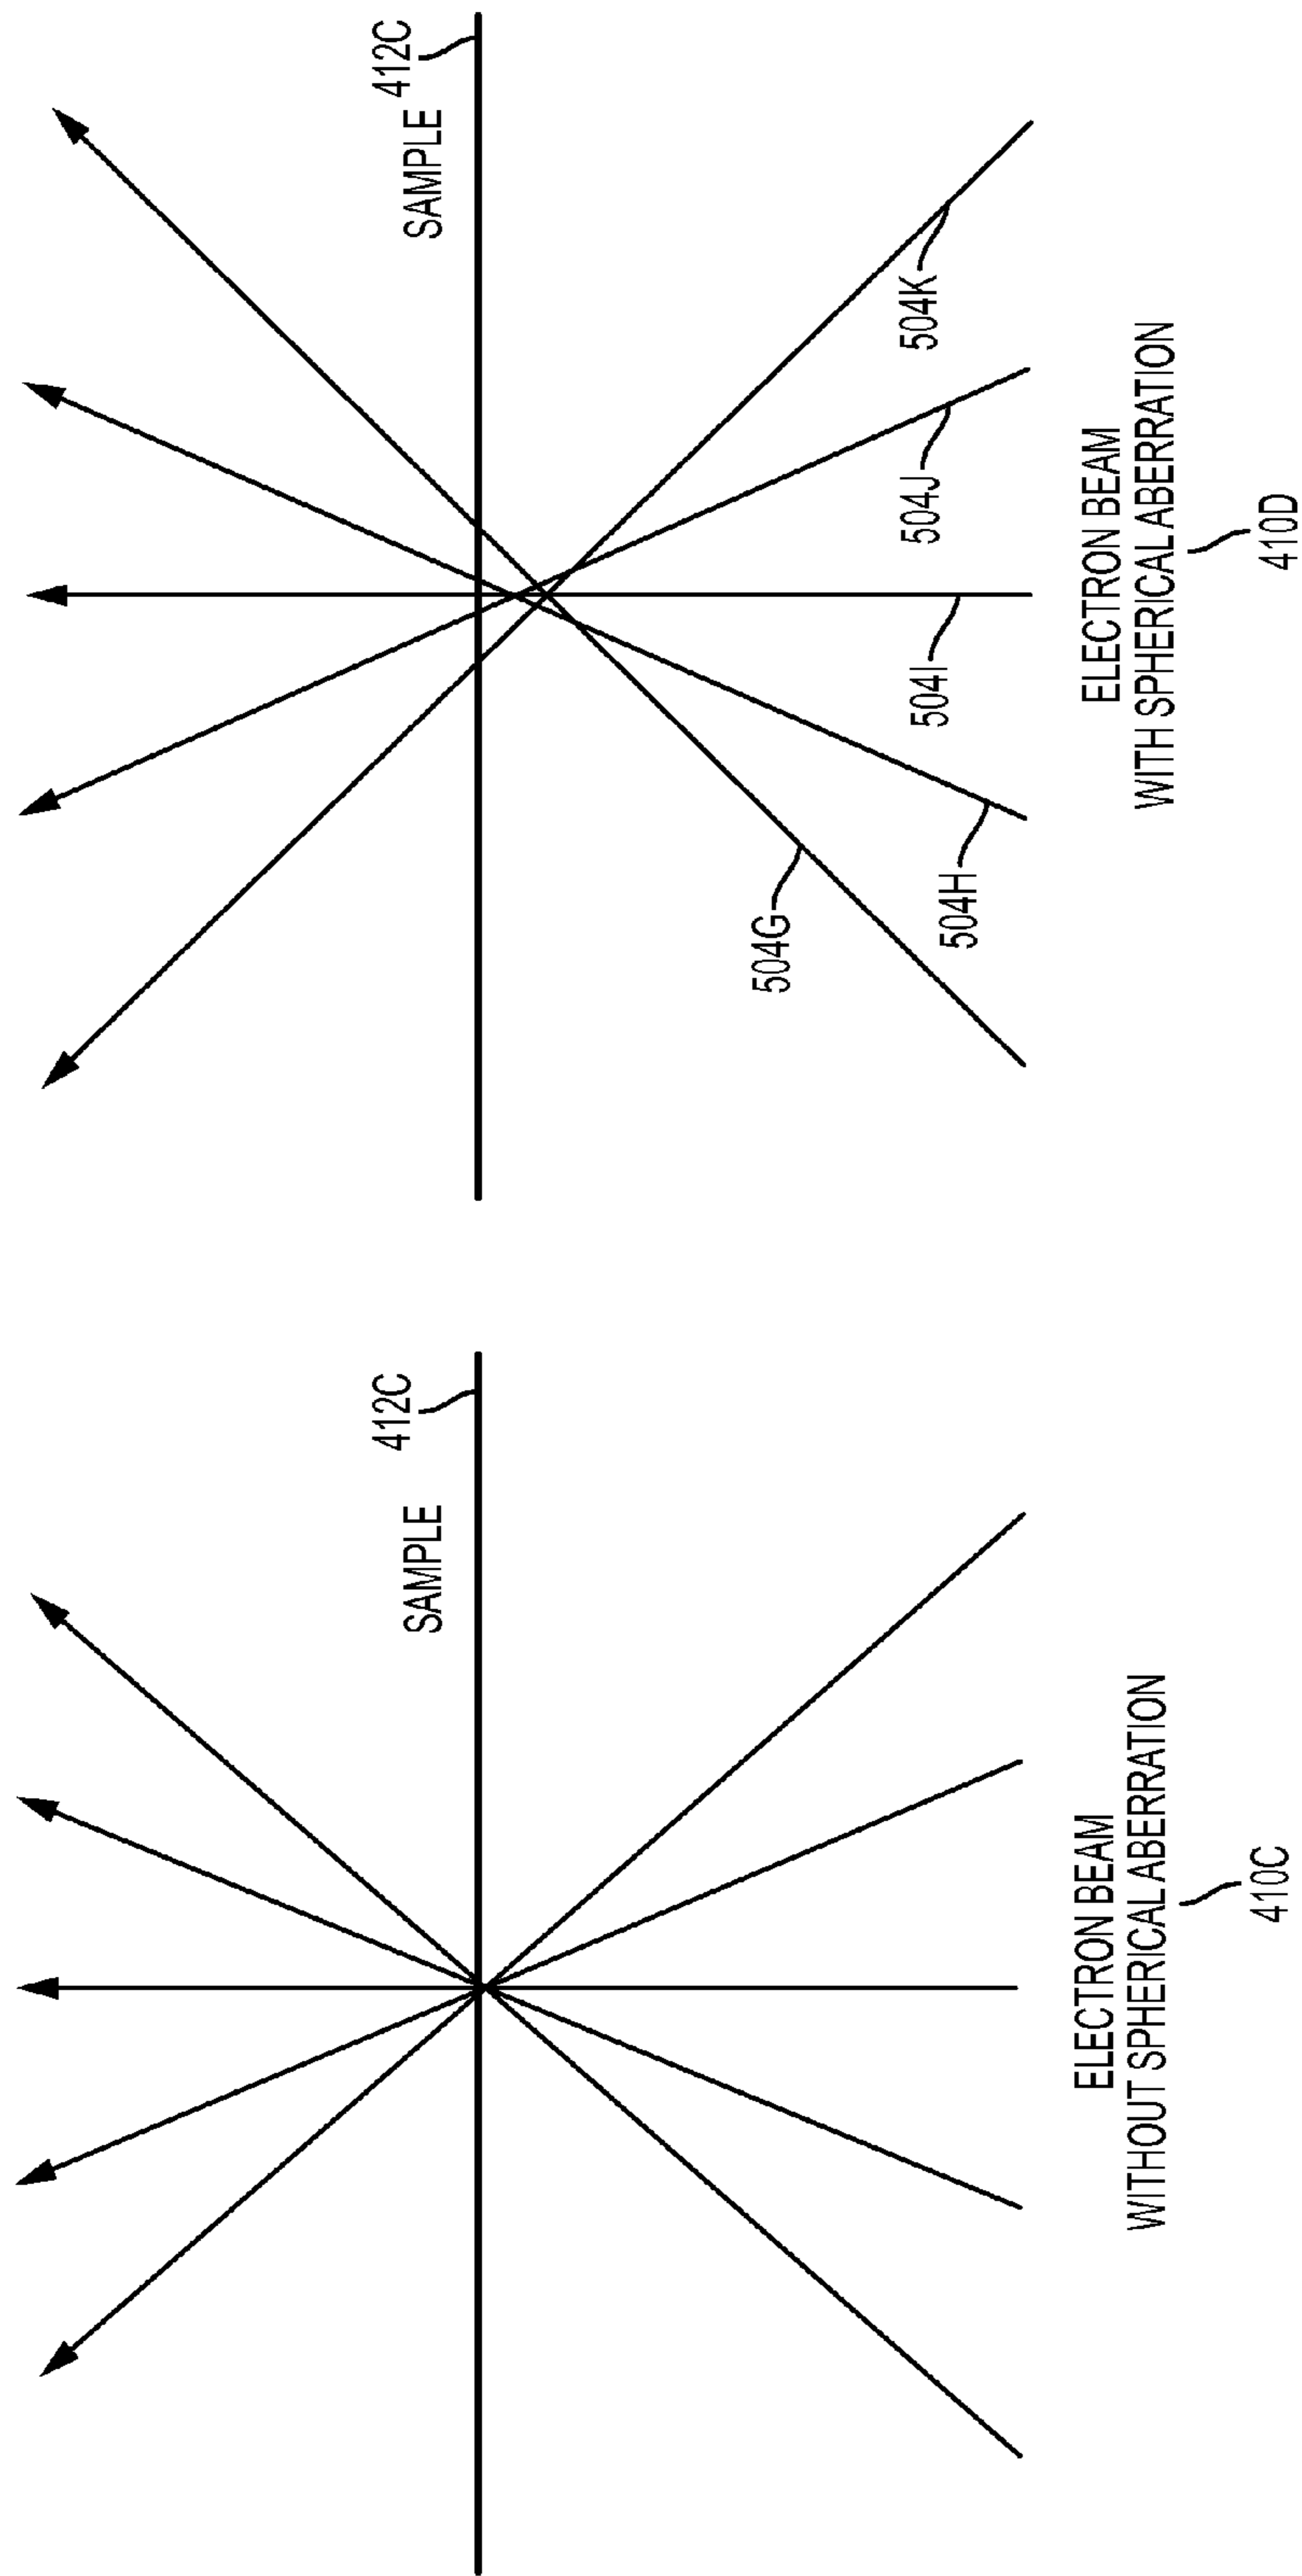 412C
SAMPLE
504K
504J
504I
504H
504G
ELECTRON BEAM
WITH SPHERICAL ABERRATION
410D
412C
SAMPLE
ELECTRON BEAM
WITHOUT SPHERICAL ABERRATION
410C